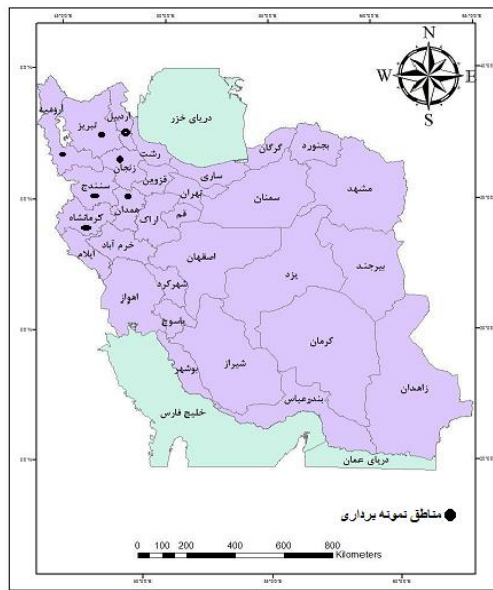 N
W E
S
دریای خزر
ارومیه
تبریز
اردبیل
رشت
زنجان
گرگان
بجنورد
ساری
قزوین
تهران
سمنان
مشهد
سنندج
همدان
قم
اراک
کرمانشاه
خرم آباد
ایلام
اصفهان
یزد
بیرجند
شهرکرد
اهواز
یاسوج
کرمان
شیراز
زاهدان
بوشهر
بندرعباس
خلیج فارس
دریای عمان
مناطق نمونه برداری
0 100 200 400 600 800
Kilometers